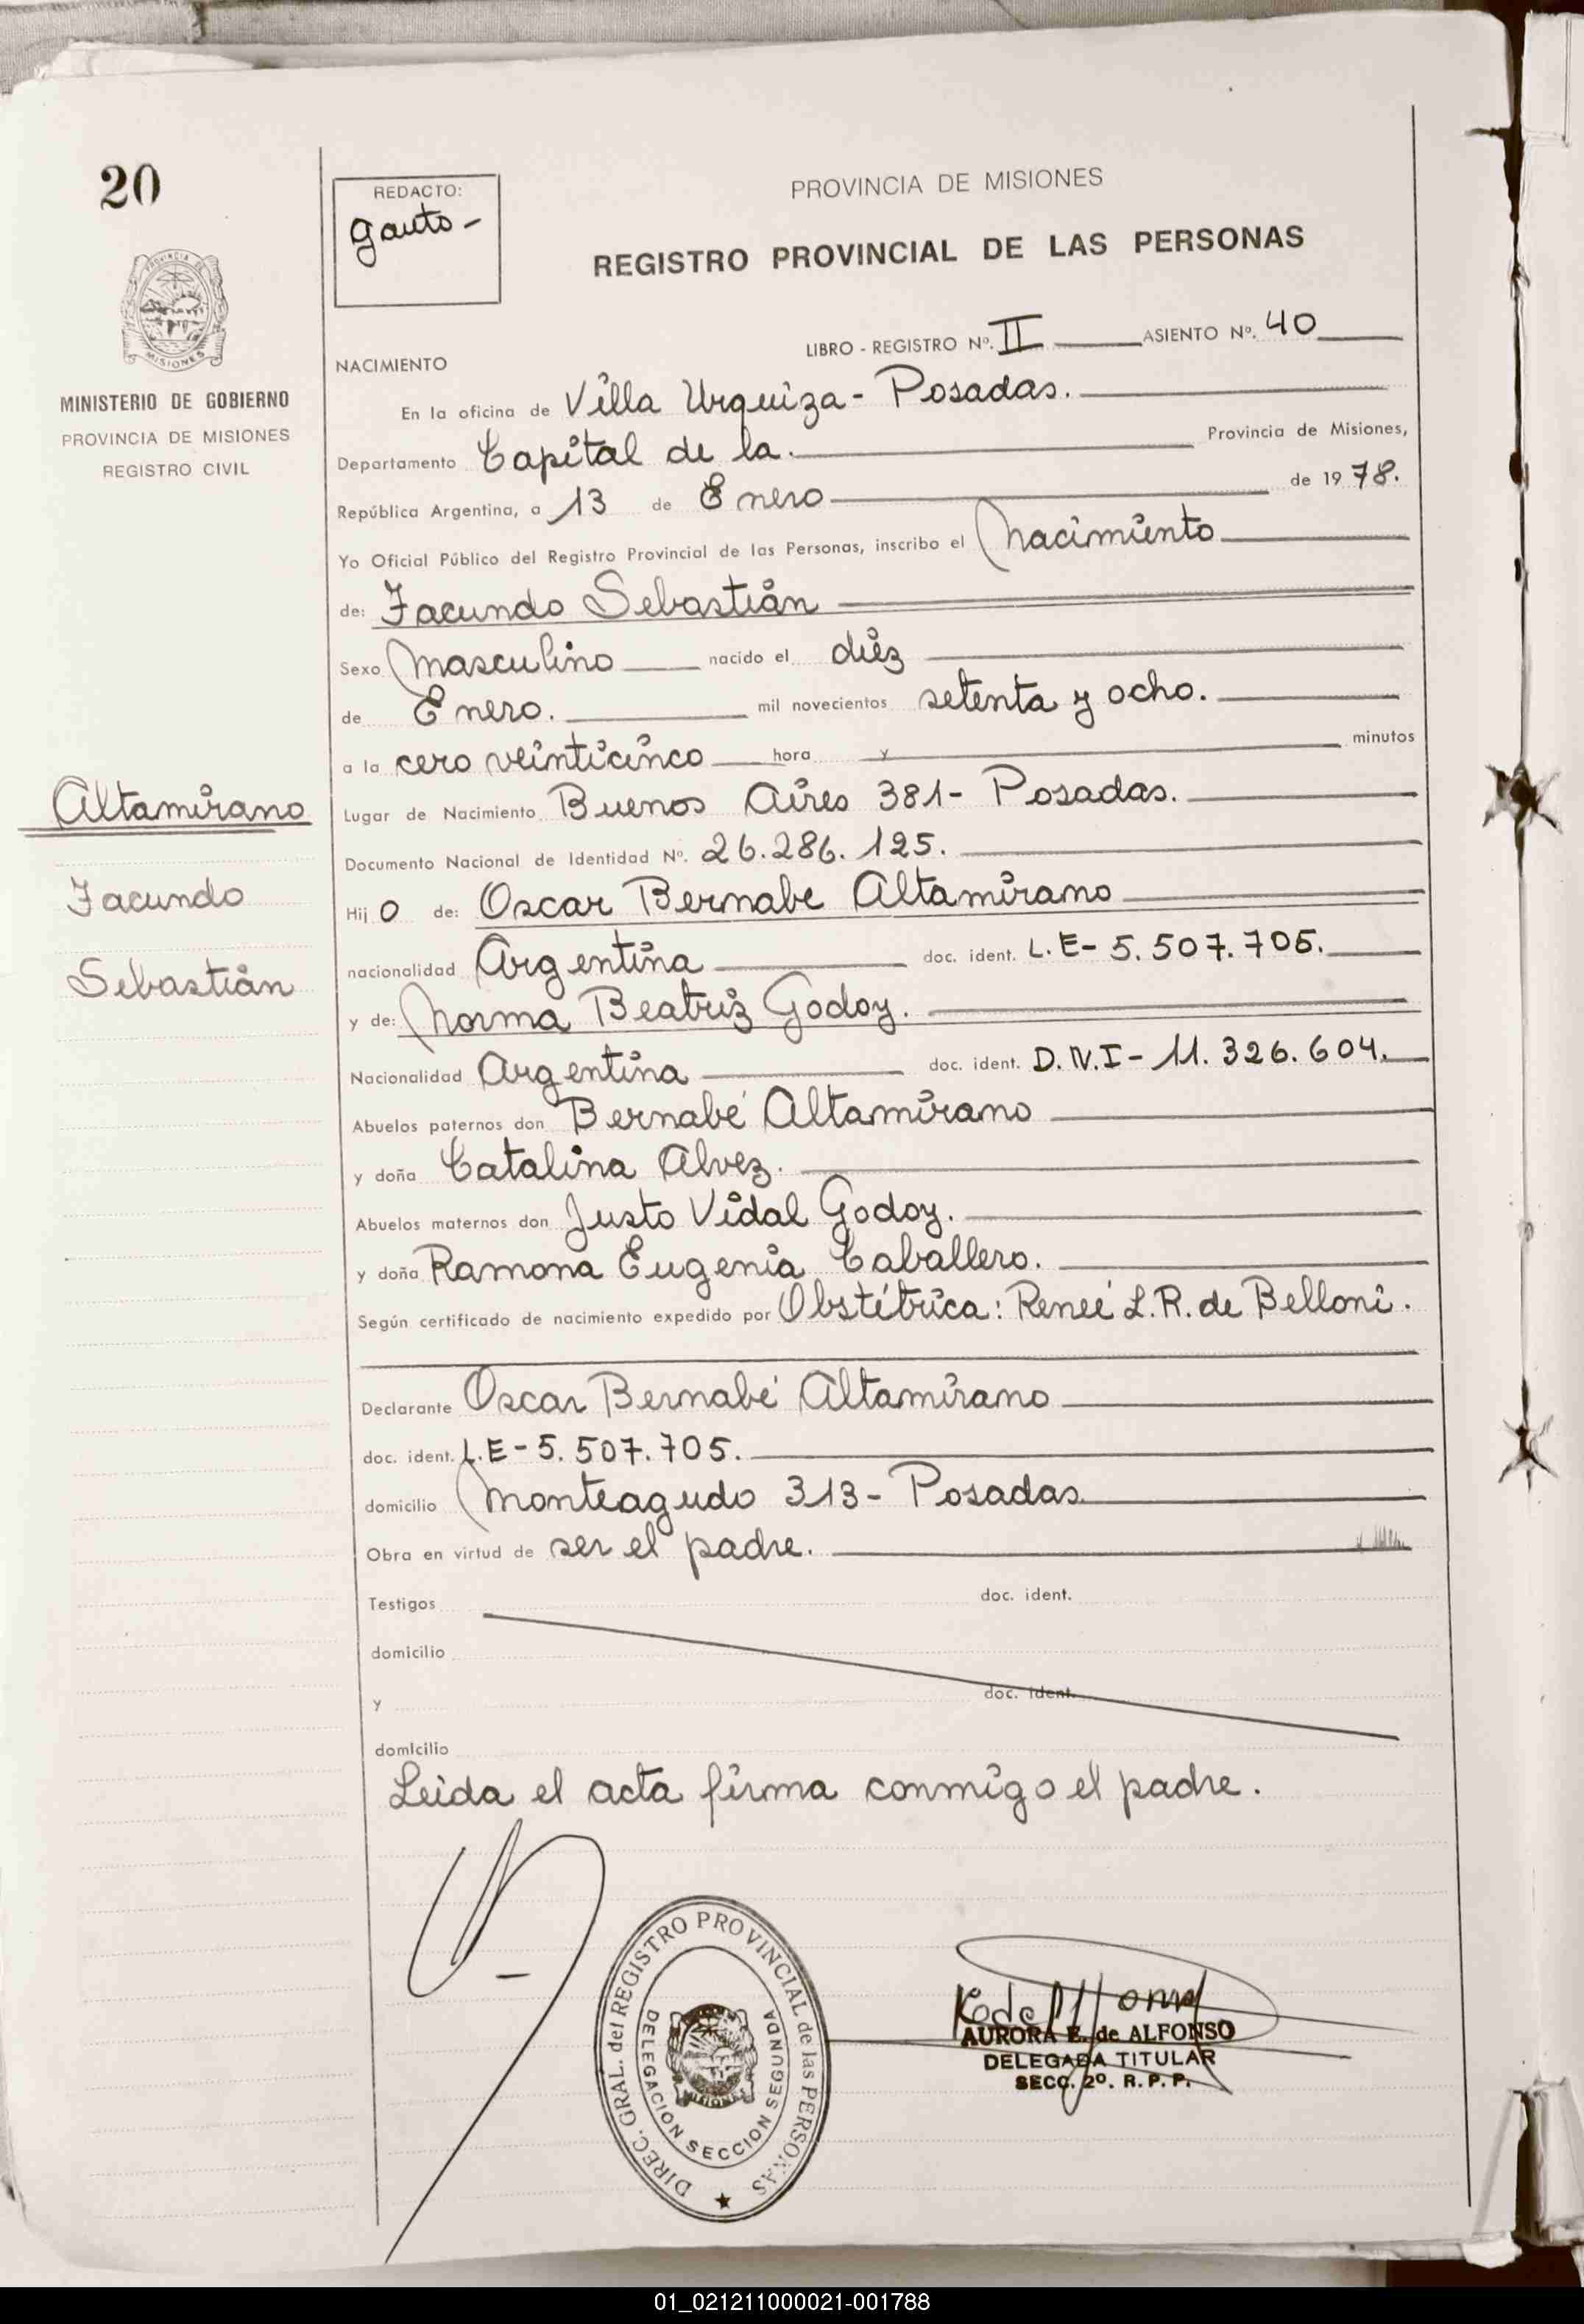 20
REDACTO:
Gauto -
PROVINCIA DE MISIONES
REGISTRO PROVINCIAL DE LAS PERSONAS
PROVINCIA DE
MISIONES
MINISTERIO DE GOBIERNO
PROVINCIA DE MISIONES
REGISTRO CIVIL
NACIMIENTO
LIBRO - REGISTRO Nº. II ASIENTO Nº. 40
En la oficina de Villa Urquiza - Posadas.
Departamento Capital de la. Provincia de Misiones,
República Argentina, a 13 de Enero de 1978.
Yo Oficial Público del Registro Provincial de las Personas, inscribo el Nacimiento
de: Facundo Sebastián
Sexo Masculino nacido el diéz
de Enero. mil novecientos setenta y ocho.
a la cero veinticinco hora y minutos
Altamirano
Lugar de Nacimiento Buenos Aires 381 - Posadas.
Documento Nacional de Identidad Nº. 26.286.125.
Facundo
Hijo de: Oscar Bernabe Altamirano
Sebastián
nacionalidad Argentina doc. ident. L.E - 5.507.705.
y de: Norma Beatriz Godoy.
Nacionalidad Argentina doc. ident. D.N.I - 11.326.604.
Abuelos paternos don Bernabé Altamirano
y doña Catalina Alvez.
Abuelos maternos don Justo Vidal Godoy.
y doña Ramona Eugenia Caballero.
Según certificado de nacimiento expedido por Obstétrica: Reneé L.R. de Belloni.
Declarante Oscar Bernabé Altamirano
doc. ident. L.E - 5.507.705.
domicilio Monteagudo 313 - Posadas
Obra en virtud de ser el padre.
Testigos doc. ident.
domicilio
y doc. ident.
domicilio
Leida el acta firma conmigo el padre.
DIREC. GRAL. del REGISTRO PROVINCIAL de las PERSONAS
DELEGACION SECCION SEGUNDA
AURORA E. de ALFONSO
DELEGADA TITULAR
SECC. 2º. R. P. P.
01_021211000021-001788